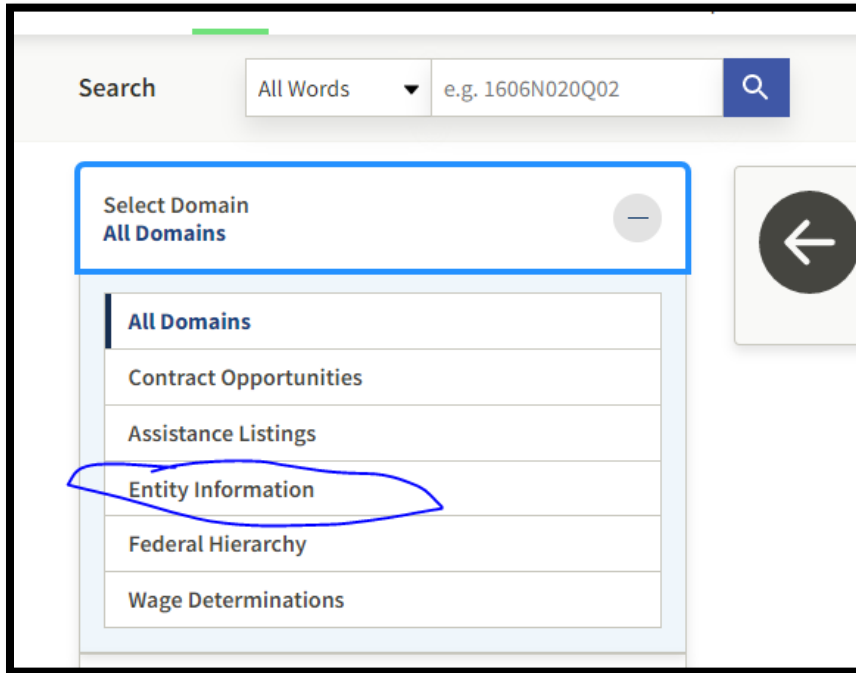 Search
All Words
e.g. 1606N020Q02
Select Domain
All Domains
All Domains
Contract Opportunities
Assistance Listings
Entity Information
Federal Hierarchy
Wage Determinations